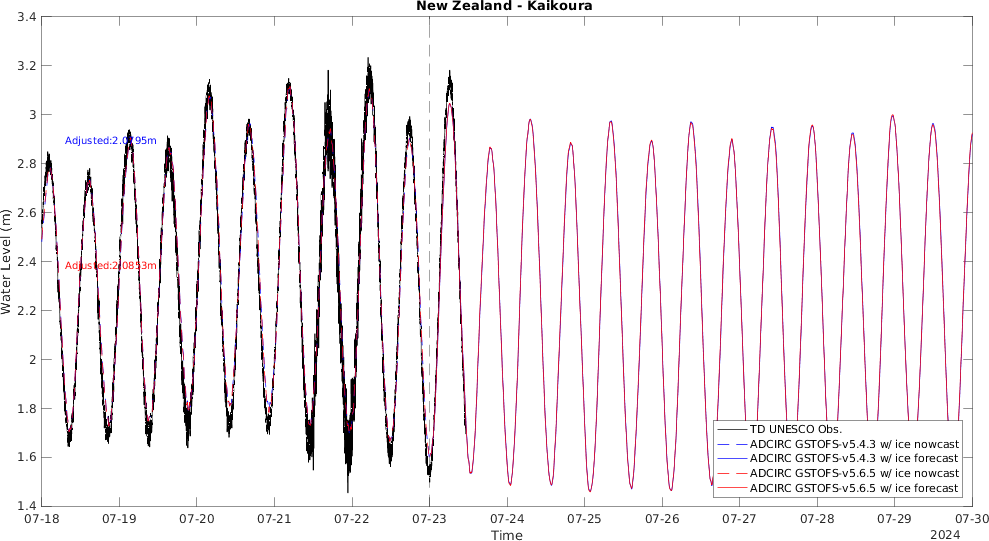 New Zealand - Kaikoura
3.4
3.2
3
2.8
2.6
2.4
2.2
2
1.8
1.6
1.4
Water Level (m)
Adjusted:2.0795m
Adjusted:2.0853m
TD UNESCO Obs.
ADCIRC GSTOFS-v5.4.3 w/ ice nowcast
ADCIRC GSTOFS-v5.4.3 w/ ice forecast
ADCIRC GSTOFS-v5.6.5 w/ ice nowcast
ADCIRC GSTOFS-v5.6.5 w/ ice forecast
07-18 07-19 07-20 07-21 07-22 07-23 07-24 07-25 07-26 07-27 07-28 07-29 07-30
Time
2024